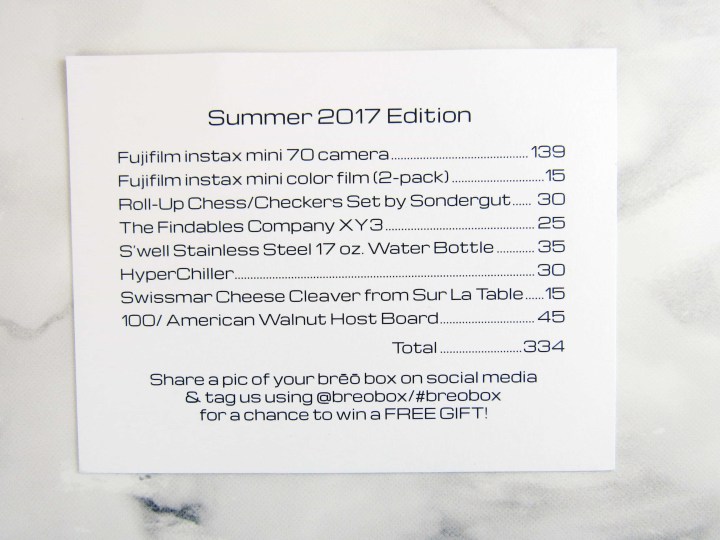 Summer 2017 Edition
Fujifilm instax mini 70 camera............................................ 139
Fujifilm instax mini color film (2-pack)..............................15
Roll-Up Chess/Checkers Set by Sondergut...... 30
The Findables Company XY3................................................ 25
S'well Stainless Steel 17 oz. Water Bottle............ 35
HyperChiller................................................................................................30
Swissmar Cheese Cleaver from Sur La Table......15
100/ American Walnut Host Board.............................. 45
Total..........................334
Share a pic of your brēō box on social media
& tag us using @breobox/#breobox
for a chance to win a FREE GIFT!